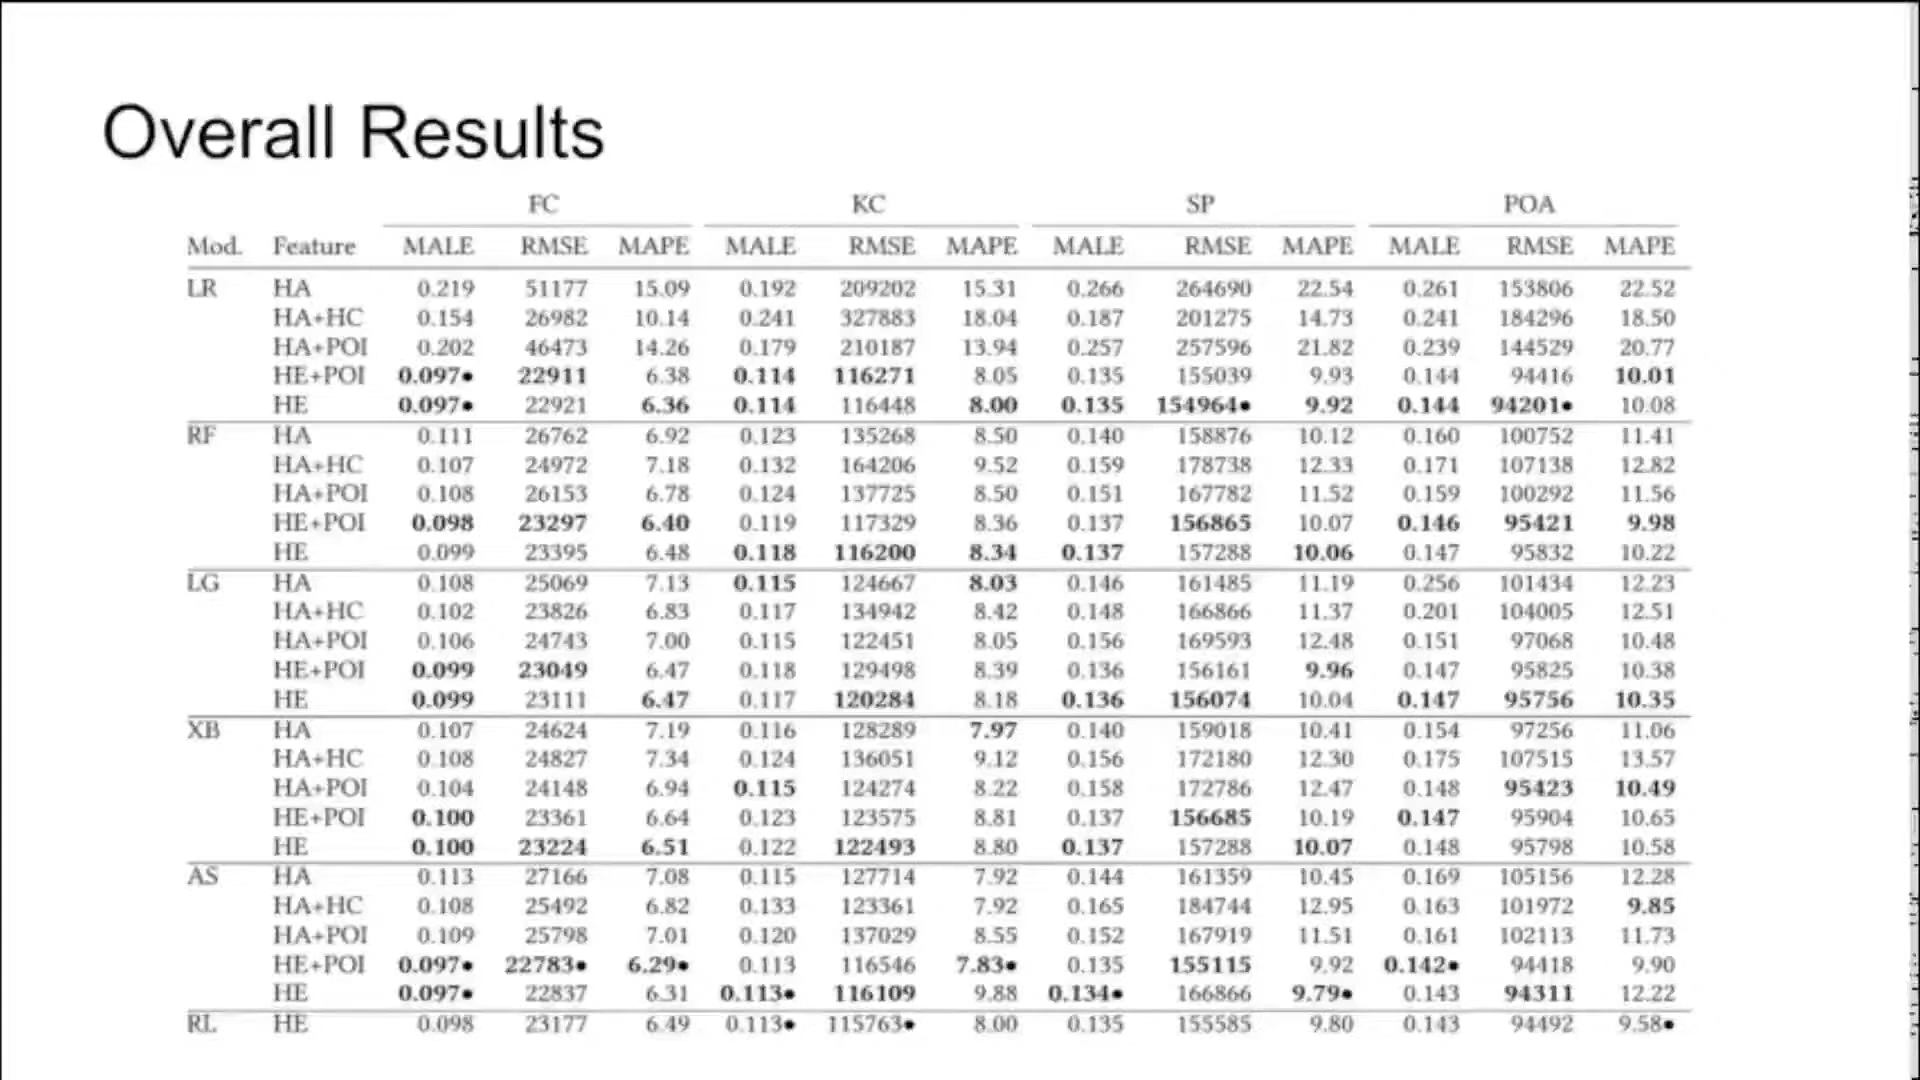 Overall Results
FC KC SP POA
Mod. Feature MALE RMSE MAPE MALE RMSE MAPE MALE RMSE MAPE MALE RMSE MAPE
LR HA 0.219 51177 15.09 0.192 209202 15.31 0.266 264690 22.54 0.261 153806 22.52
HA+HC 0.154 26982 10.14 0.241 327883 18.04 0.187 201275 14.73 0.241 184296 18.50
HA+POI 0.202 46473 14.26 0.179 210187 13.94 0.257 257596 21.82 0.239 144529 20.77
HE+POI 0.097• 22911 6.38 0.114 116271 8.05 0.135 155039 9.93 0.144 94416 10.01
HE 0.097• 22921 6.36 0.114 116448 8.00 0.135 154964• 9.92 0.144 94201• 10.08
RF HA 0.111 26762 6.92 0.123 135268 8.50 0.140 158876 10.12 0.160 100752 11.41
HA+HC 0.107 24972 7.18 0.132 164206 9.52 0.159 178738 12.33 0.171 107138 12.82
HA+POI 0.108 26153 6.78 0.124 137725 8.50 0.151 167782 11.52 0.159 100292 11.56
HE+POI 0.098 23297 6.40 0.119 117329 8.36 0.137 156865 10.07 0.146 95421 9.98
HE 0.099 23395 6.48 0.118 116200 8.34 0.137 157288 10.06 0.147 95832 10.22
LG HA 0.108 25069 7.13 0.115 124667 8.03 0.146 161485 11.19 0.256 101434 12.23
HA+HC 0.102 23826 6.83 0.117 134942 8.42 0.148 166866 11.37 0.201 104005 12.51
HA+POI 0.106 24743 7.00 0.115 122451 8.05 0.156 169593 12.48 0.151 97068 10.48
HE+POI 0.099 23049 6.47 0.118 129498 8.39 0.136 156161 9.96 0.147 95825 10.38
HE 0.099 23111 6.47 0.117 120284 8.18 0.136 156074 10.04 0.147 95756 10.35
XB HA 0.107 24624 7.19 0.116 128289 7.97 0.140 159018 10.41 0.154 97256 11.06
HA+HC 0.108 24827 7.34 0.124 136051 9.12 0.156 172180 12.30 0.175 107515 13.57
HA+POI 0.104 24148 6.94 0.115 124274 8.22 0.158 172786 12.47 0.148 95423 10.49
HE+POI 0.100 23361 6.64 0.123 123575 8.81 0.137 156685 10.19 0.147 95904 10.65
HE 0.100 23224 6.51 0.122 122493 8.80 0.137 157288 10.07 0.148 95798 10.58
AS HA 0.113 27166 7.08 0.115 127714 7.92 0.144 161359 10.45 0.169 105156 12.28
HA+HC 0.108 25492 6.82 0.133 123361 7.92 0.165 184744 12.95 0.163 101972 9.85
HA+POI 0.109 25798 7.01 0.120 137029 8.55 0.152 167919 11.51 0.161 102113 11.73
HE+POI 0.097• 22783• 6.29• 0.113 116546 7.83• 0.135 155115 9.92 0.142• 94418 9.90
HE 0.097• 22837 6.31 0.113• 116109 9.88 0.134• 166866 9.79• 0.143 94311 12.22
RL HE 0.098 23177 6.49 0.113• 115763• 8.00 0.135 155585 9.80 0.143 94492 9.58•